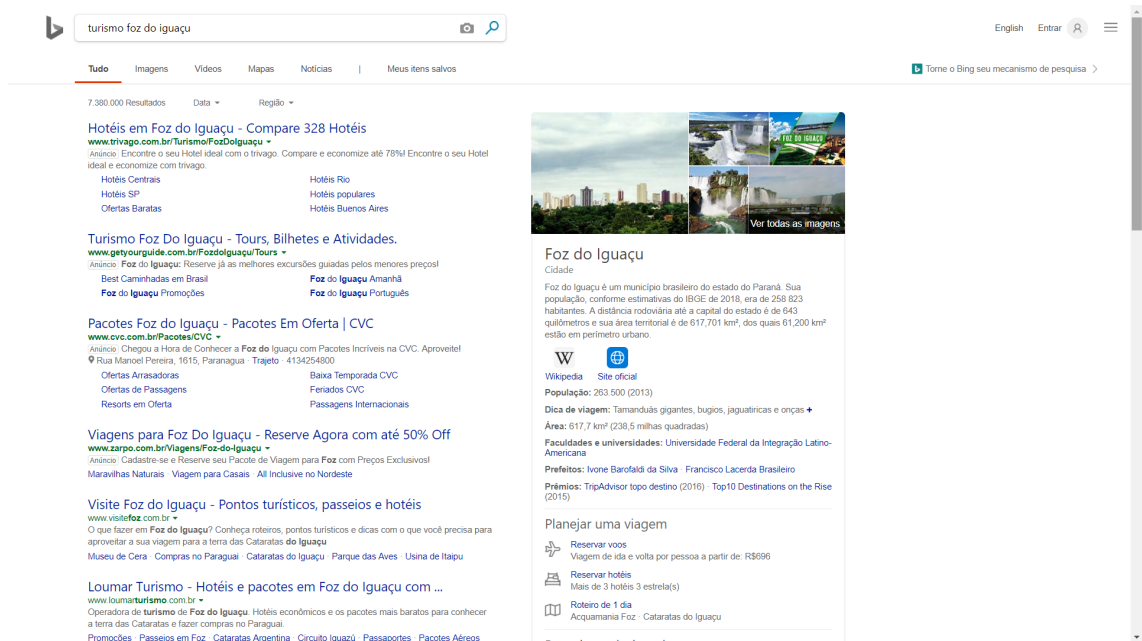 turismo foz do iguaçu
English Entrar
Tudo Imagens Vídeos Mapas Notícias | Meus itens salvos
Torne o Bing seu mecanismo de pesquisa
7.380.000 Resultados Data Região
Hotéis em Foz do Iguaçu - Compare 328 Hotéis
www.trivago.com.br/Turismo/FozDoIguaçu
Anúncio Encontre o seu Hotel ideal com o trivago. Compare e economize até 78%! Encontre o seu Hotel
ideal e economize com trivago.
Hotéis Centrais Hotéis Rio
Hotéis SP Hotéis populares
Ofertas Baratas Hotéis Buenos Aires
Turismo Foz Do Iguaçu - Tours, Bilhetes e Atividades.
www.getyourguide.com.br/FozdoIguaçu/Tours
Anúncio Foz do Iguaçu: Reserve já as melhores excursões guiadas pelos menores preços!
Best Caminhadas em Brasil Foz do Iguaçu Amanhã
Foz do Iguaçu Promoções Foz do Iguaçu Português
Pacotes Foz do Iguaçu - Pacotes Em Oferta | CVC
www.cvc.com.br/Pacotes/CVC
Anúncio Chegou a Hora de Conhecer a Foz do Iguaçu com Pacotes Incríveis na CVC. Aproveite!
Rua Manoel Pereira, 1615, Paranagua · Trajeto · 4134254800
Ofertas Arrasadoras Baixa Temporada CVC
Ofertas de Passagens Feriados CVC
Resorts em Oferta Passagens Internacionais
Viagens para Foz Do Iguaçu - Reserve Agora com até 50% Off
www.zarpo.com.br/Viagens/Foz-do-Iguaçu
Anúncio Cadastre-se e Reserve seu Pacote de Viagem para Foz com Preços Exclusivos!
Maravilhas Naturais · Viagem para Casais · All Inclusive no Nordeste
Visite Foz do Iguaçu - Pontos turísticos, passeios e hotéis
www.visitefoz.com.br
O que fazer em Foz do Iguaçu? Conheça roteiros, pontos turísticos e dicas com o que você precisa para
aproveitar a sua viagem para a terra das Cataratas do Iguaçu
Museu de Cera · Compras no Paraguai · Cataratas do Iguaçu · Parque das Aves · Usina de Itaipu
Loumar Turismo - Hotéis e pacotes em Foz do Iguaçu com ...
www.loumarturismo.com.br
Operadora de turismo de Foz do Iguaçu. Hotéis econômicos e os pacotes mais baratos para conhecer
a terra das Cataratas e fazer compras no Paraguai.
Promoções · Passeios em Foz · Cataratas Argentina · Circuito Iguazú · Passaportes · Pacotes Aéreos
FOZ DO IGUAÇU
Ver todas as imagens
Foz do Iguaçu
Cidade
Foz do Iguaçu é um município brasileiro do estado do Paraná. Sua
população, conforme estimativas do IBGE de 2018, era de 258 823
habitantes. A distância rodoviária até a capital do estado é de 643
quilômetros e sua área territorial é de 617,701 km², dos quais 61,200 km²
estão em perímetro urbano.
W
Wikipedia Site oficial
População: 263.500 (2013)
Dica de viagem: Tamanduás gigantes, bugios, jaguatiricas e onças +
Área: 617,7 km² (238,5 milhas quadradas)
Faculdades e universidades: Universidade Federal da Integração Latino-
Americana
Prefeitos: Ivone Barofaldi da Silva · Francisco Lacerda Brasileiro
Prêmios: TripAdvisor topo destino (2016) · Top10 Destinations on the Rise
(2015)
Planejar uma viagem
Reservar voos
Viagem de ida e volta por pessoa a partir de: R$696
Reservar hotéis
Mais de 3 hotéis 3 estrela(s)
Roteiro de 1 dia
Acquamania Foz · Cataratas do Iguaçu